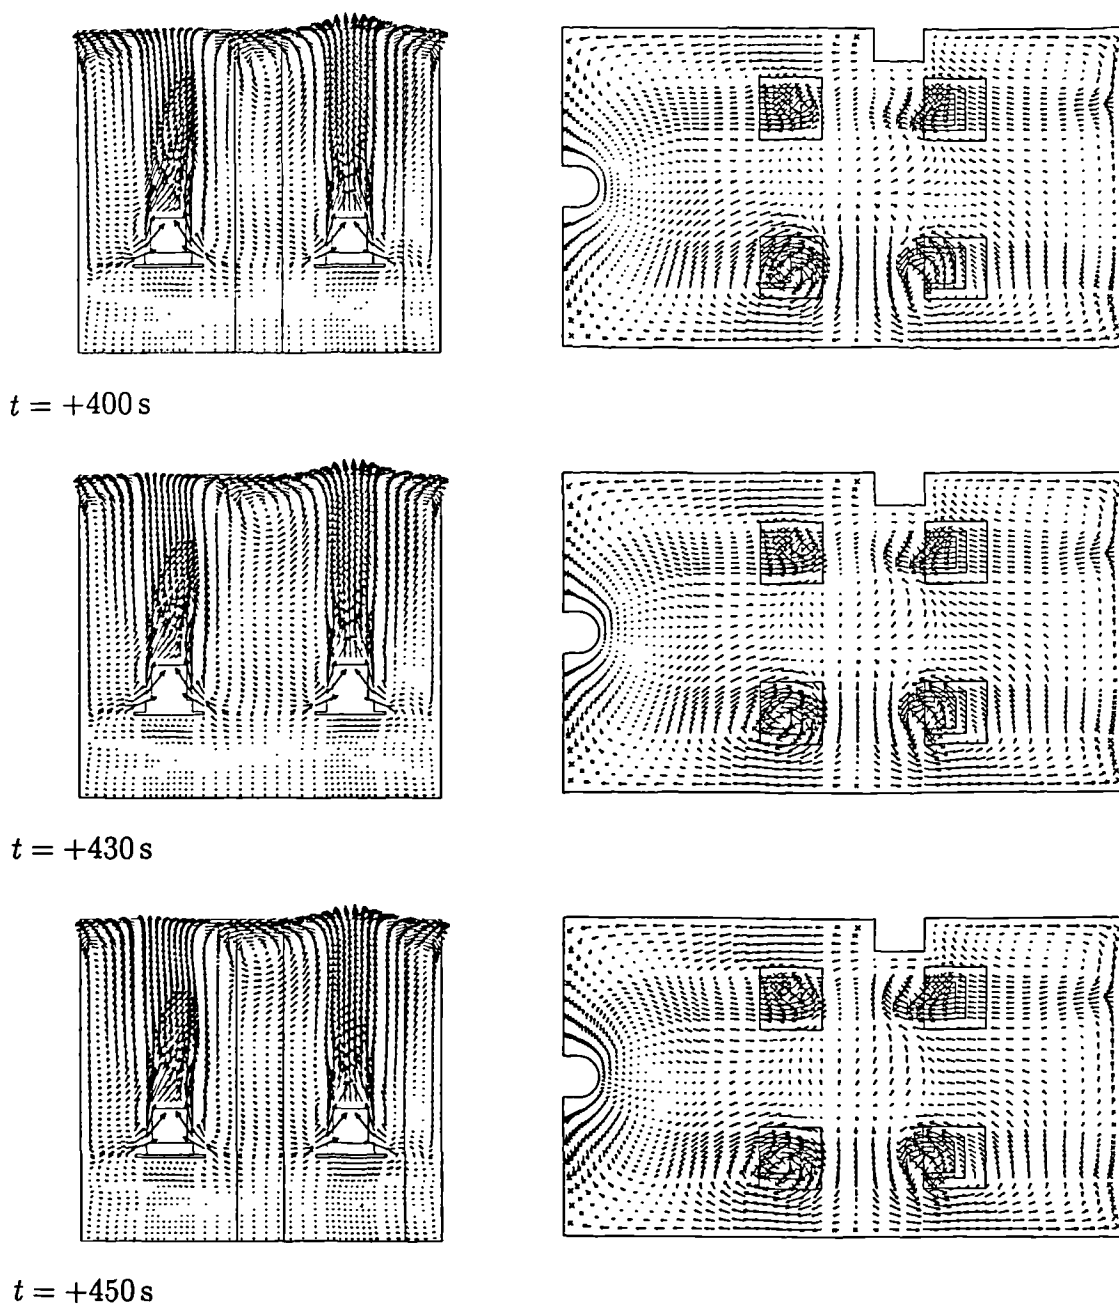 t = +400 s
t = +430 s
t = +450 s